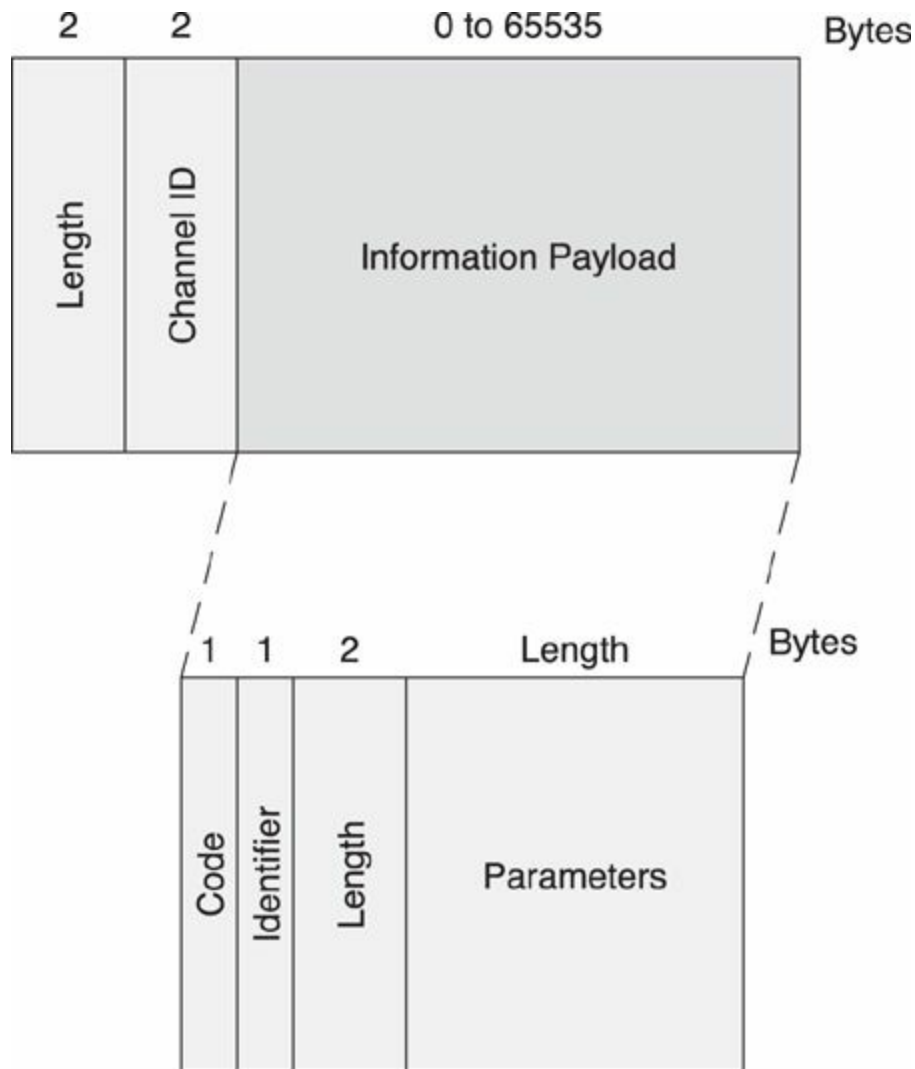 2 2 0 to 65535 Bytes
Length
Channel ID
Information Payload
1 1 2 Length Bytes
Code
Identifier
Length
Parameters